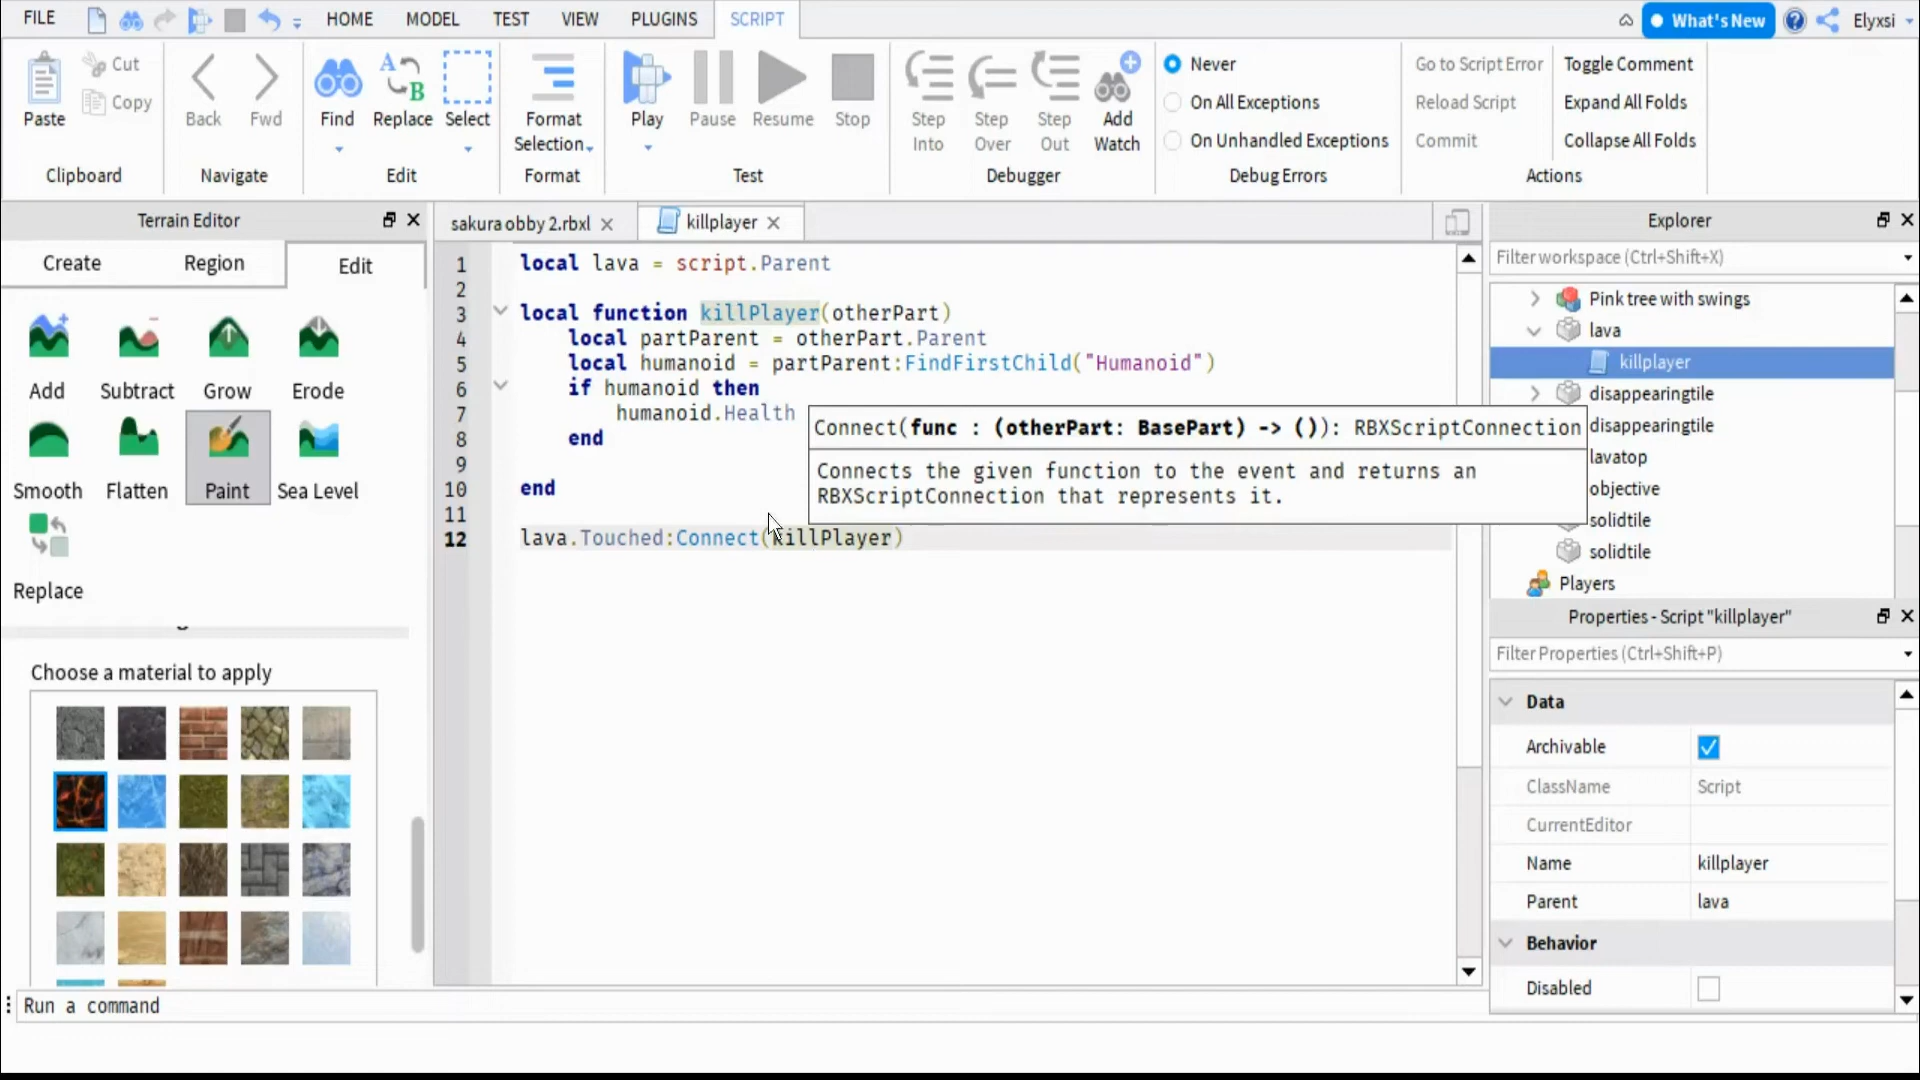 FILE HOME MODEL TEST VIEW PLUGINS SCRIPT What's New ? Elyxsi
Paste Cut Copy Back Fwd Find A B Replace Select Format Selection Play Pause Resume Stop Step Into Step Over Step Out Add Watch
Never
On All Exceptions
On Unhandled Exceptions
Go to Script Error
Reload Script
Commit
Toggle Comment
Expand All Folds
Collapse All Folds
Clipboard Navigate Edit Format Test Debugger Debug Errors Actions
Terrain Editor
Create Region Edit
Add Subtract Grow Erode
Smooth Flatten Paint Sea Level
Replace
Choose a material to apply
sakura obby 2.rbxl killplayer
1 local lava = script.Parent
2
3 local function killPlayer(otherPart)
4 local partParent = otherPart.Parent
5 local humanoid = partParent:FindFirstChild("Humanoid")
6 if humanoid then
7 humanoid.Health
8 end
9
10 end
11
12 lava.Touched:Connect(killPlayer)
Connect(func : (otherPart: BasePart) -> ()): RBXScriptConnection
Connects the given function to the event and returns an
RBXScriptConnection that represents it.
Explorer
Filter workspace (Ctrl+Shift+X)
Pink tree with swings
lava
killplayer
disappearingtile
disappearingtile
lavatop
objective
solidtile
solidtile
Players
Properties - Script "killplayer"
Filter Properties (Ctrl+Shift+P)
Data
Archivable
ClassName Script
CurrentEditor
Name killplayer
Parent lava
Behavior
Disabled
Run a command